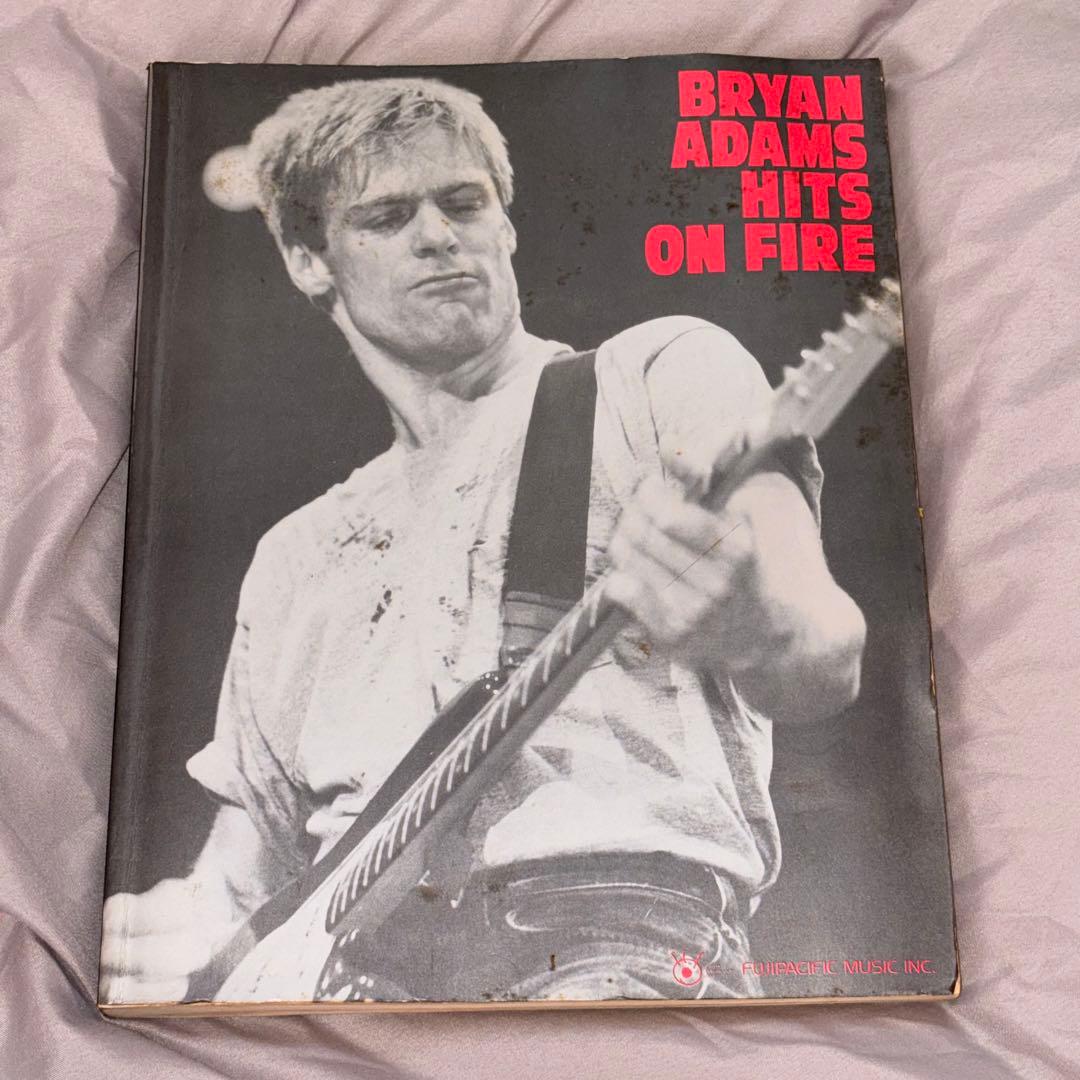 BRYAN
ADAMS
HITS
ON FIRE
FUJIPACIFIC MUSIC INC.